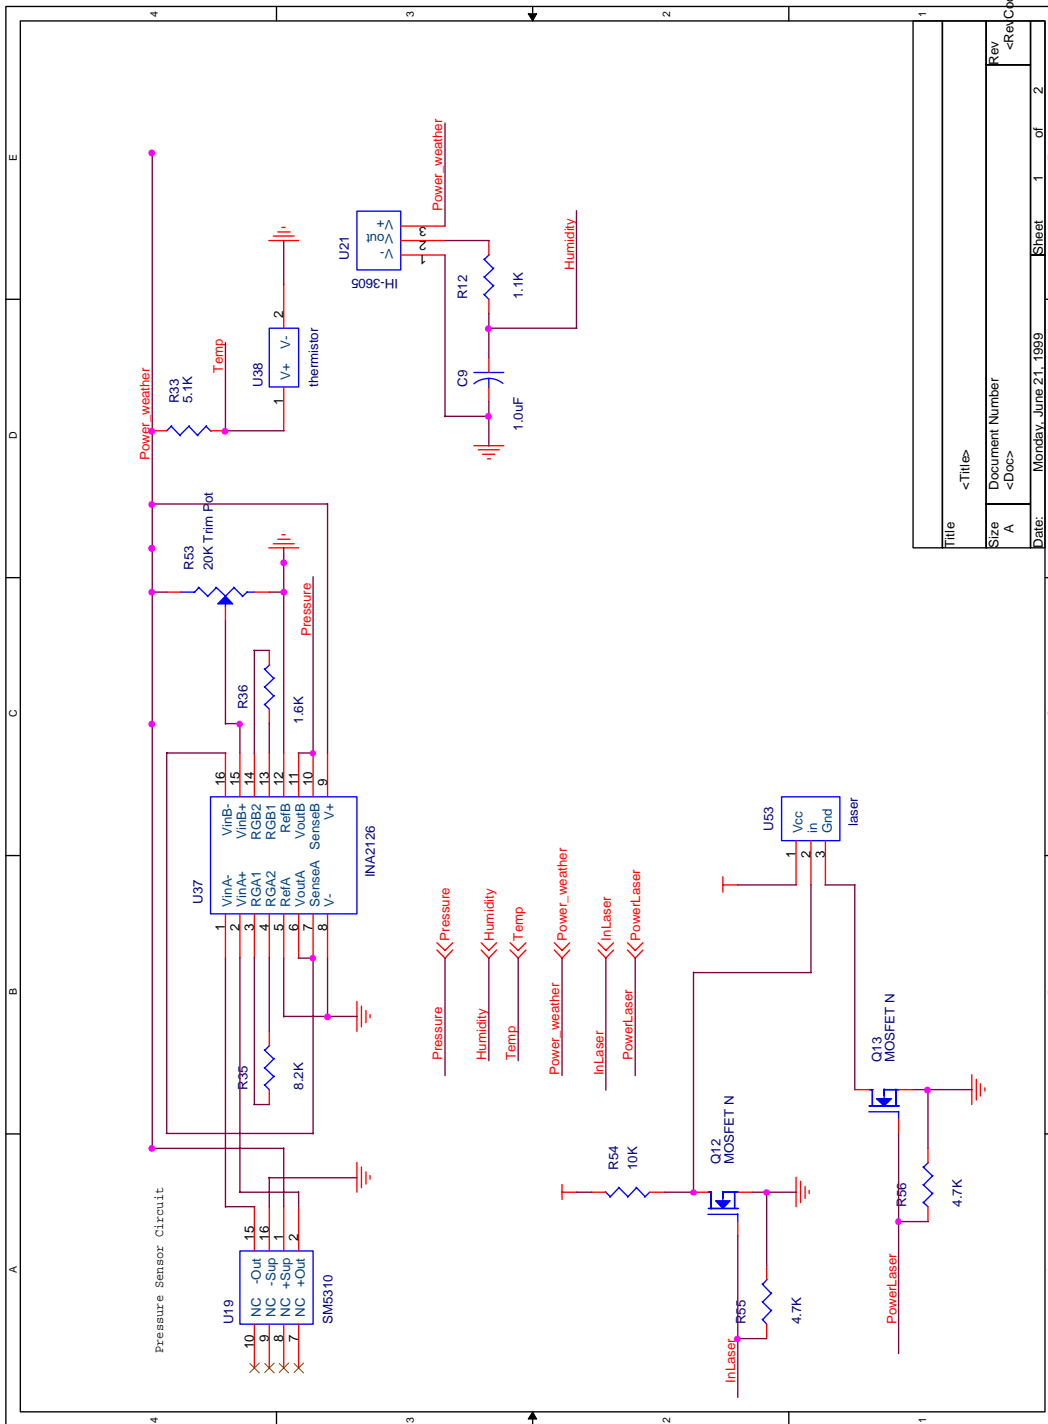 Pressure Sensor Circuit
U19
SM5310
NC -Out
NC -Sup
NC +Sup
NC +Out
10
9
8
7
15
16
1
2
R35
8.2K
U37
INA2126
VinA-
VinA+
RGA1
RGA2
RefA
VoutA
SenseA
V-
1
2
3
4
5
6
7
8
VinB-
VinB+
RGB2
RGB1
RefB
VoutB
SenseB
V+
16
15
14
13
12
11
10
9
R36
1.6K
R53
20K Trim Pot
Pressure
Power_weather
R33
5.1K
Temp
U38
V+ V-
1
2
thermistor
U21
IH-3605
V-
Vout
V+
1
2
3
Power_weather
R12
1.1K
C9
1.0uF
Humidity
Pressure
Pressure
Humidity
Humidity
Temp
Temp
Power_weather
Power_weather
InLaser
InLaser
PowerLaser
PowerLaser
R54
10K
Q12
MOSFET N
R55
4.7K
InLaser
U53
Vcc
in
Gnd
1
2
3
laser
Q13
MOSFET N
R56
4.7K
PowerLaser
Title
<Title>
Size
A
Document Number
<Doc>
Rev
<RevCo
Date:
Monday, June 21, 1999
Sheet
1
of
2
A
B
C
D
E
4
3
2
1
4
3
2
1